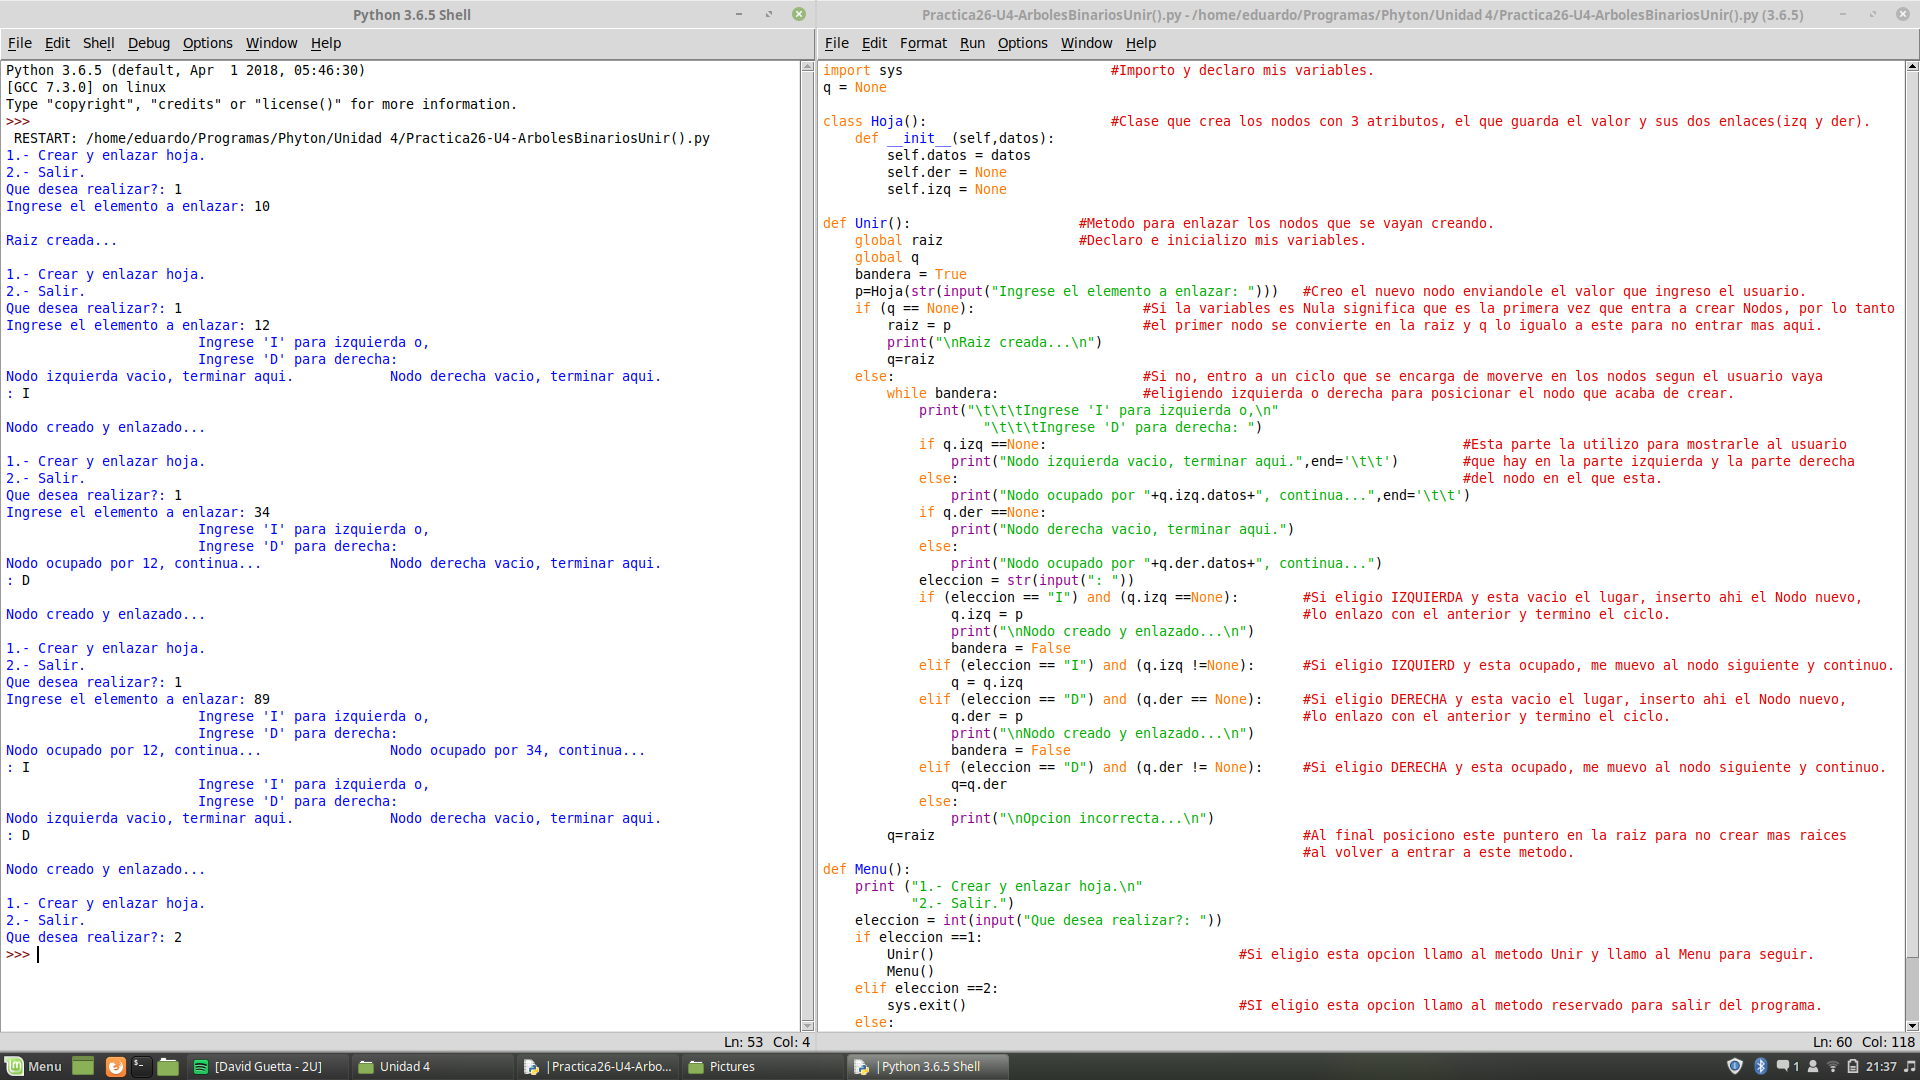 Python 3.6.5 Shell
File Edit Shell Debug Options Window Help
Python 3.6.5 (default, Apr  1 2018, 05:46:30)
[GCC 7.3.0] on linux
Type "copyright", "credits" or "license()" for more information.
>>>
 RESTART: /home/eduardo/Programas/Phyton/Unidad 4/Practica26-U4-ArbolesBinariosUnir().py
1.- Crear y enlazar hoja.
2.- Salir.
Que desea realizar?: 1
Ingrese el elemento a enlazar: 10
Raiz creada...
1.- Crear y enlazar hoja.
2.- Salir.
Que desea realizar?: 1
Ingrese el elemento a enlazar: 12
Ingrese 'I' para izquierda o,
Ingrese 'D' para derecha:
Nodo izquierda vacio, terminar aqui.            Nodo derecha vacio, terminar aqui.
: I
Nodo creado y enlazado...
1.- Crear y enlazar hoja.
2.- Salir.
Que desea realizar?: 1
Ingrese el elemento a enlazar: 34
Ingrese 'I' para izquierda o,
Ingrese 'D' para derecha:
Nodo ocupado por 12, continua...                Nodo derecha vacio, terminar aqui.
: D
Nodo creado y enlazado...
1.- Crear y enlazar hoja.
2.- Salir.
Que desea realizar?: 1
Ingrese el elemento a enlazar: 89
Ingrese 'I' para izquierda o,
Ingrese 'D' para derecha:
Nodo ocupado por 12, continua...                Nodo ocupado por 34, continua...
: I
Ingrese 'I' para izquierda o,
Ingrese 'D' para derecha:
Nodo izquierda vacio, terminar aqui.            Nodo derecha vacio, terminar aqui.
: D
Nodo creado y enlazado...
1.- Crear y enlazar hoja.
2.- Salir.
Que desea realizar?: 2
>>>
Ln: 53 Col: 4
Practica26-U4-ArbolesBinariosUnir().py - /home/eduardo/Programas/Phyton/Unidad 4/Practica26-U4-ArbolesBinariosUnir().py (3.6.5)
File Edit Format Run Options Window Help
import sys                          #Importo y declaro mis variables.
q = None
class Hoja():                       #Clase que crea los nodos con 3 atributos, el que guarda el valor y sus dos enlaces(izq y der).
    def __init__(self,datos):
        self.datos = datos
        self.der = None
        self.izq = None
def Unir():                     #Metodo para enlazar los nodos que se vayan creando.
    global raiz                 #Declaro e inicializo mis variables.
    global q
    bandera = True
    p=Hoja(str(input("Ingrese el elemento a enlazar: ")))   #Creo el nuevo nodo enviandole el valor que ingreso el usuario.
    if (q == None):                     #Si la variables es Nula significa que es la primera vez que entra a crear Nodos, por lo tanto
        raiz = p                        #el primer nodo se convierte en la raiz y q lo igualo a este para no entrar mas aqui.
        print("\nRaiz creada...\n")
        q=raiz
    else:                               #Si no, entro a un ciclo que se encarga de moverve en los nodos segun el usuario vaya
        while bandera:                  #eligiendo izquierda o derecha para posicionar el nodo que acaba de crear.
            print("\t\t\tIngrese 'I' para izquierda o,\n"
                    "\t\t\tIngrese 'D' para derecha: ")
            if q.izq ==None:                                                    #Esta parte la utilizo para mostrarle al usuario
                print("Nodo izquierda vacio, terminar aqui.",end='\t\t')        #que hay en la parte izquierda y la parte derecha
            else:                                                               #del nodo en el que esta.
                print("Nodo ocupado por "+q.izq.datos+", continua...",end='\t\t')
            if q.der ==None:
                print("Nodo derecha vacio, terminar aqui.")
            else:
                print("Nodo ocupado por "+q.der.datos+", continua...")
            eleccion = str(input(": "))
            if (eleccion == "I") and (q.izq ==None):        #Si eligio IZQUIERDA y esta vacio el lugar, inserto ahi el Nodo nuevo,
                q.izq = p                                   #lo enlazo con el anterior y termino el ciclo.
                print("\nNodo creado y enlazado...\n")
                bandera = False
            elif (eleccion == "I") and (q.izq !=None):      #Si eligio IZQUIERD y esta ocupado, me muevo al nodo siguiente y continuo.
                q = q.izq
            elif (eleccion == "D") and (q.der == None):     #Si eligio DERECHA y esta vacio el lugar, inserto ahi el Nodo nuevo,
                q.der = p                                   #lo enlazo con el anterior y termino el ciclo.
                print("\nNodo creado y enlazado...\n")
                bandera = False
            elif (eleccion == "D") and (q.der != None):     #Si eligio DERECHA y esta ocupado, me muevo al nodo siguiente y continuo.
                q=q.der
            else:
                print("\nOpcion incorrecta...\n")
        q=raiz                                              #Al final posiciono este puntero en la raiz para no crear mas raices
                                                            #al volver a entrar a este metodo.
def Menu():
    print ("1.- Crear y enlazar hoja.\n"
           "2.- Salir.")
    eleccion = int(input("Que desea realizar?: "))
    if eleccion ==1:
        Unir()                                      #Si eligio esta opcion llamo al metodo Unir y llamo al Menu para seguir.
        Menu()
    elif eleccion ==2:
        sys.exit()                                  #SI eligio esta opcion llamo al metodo reservado para salir del programa.
    else:
Ln: 60 Col: 118
Menu [David Guetta - 2U] Unidad 4 |Practica26-U4-Arbo... Pictures |Python 3.6.5 Shell 1 21:37